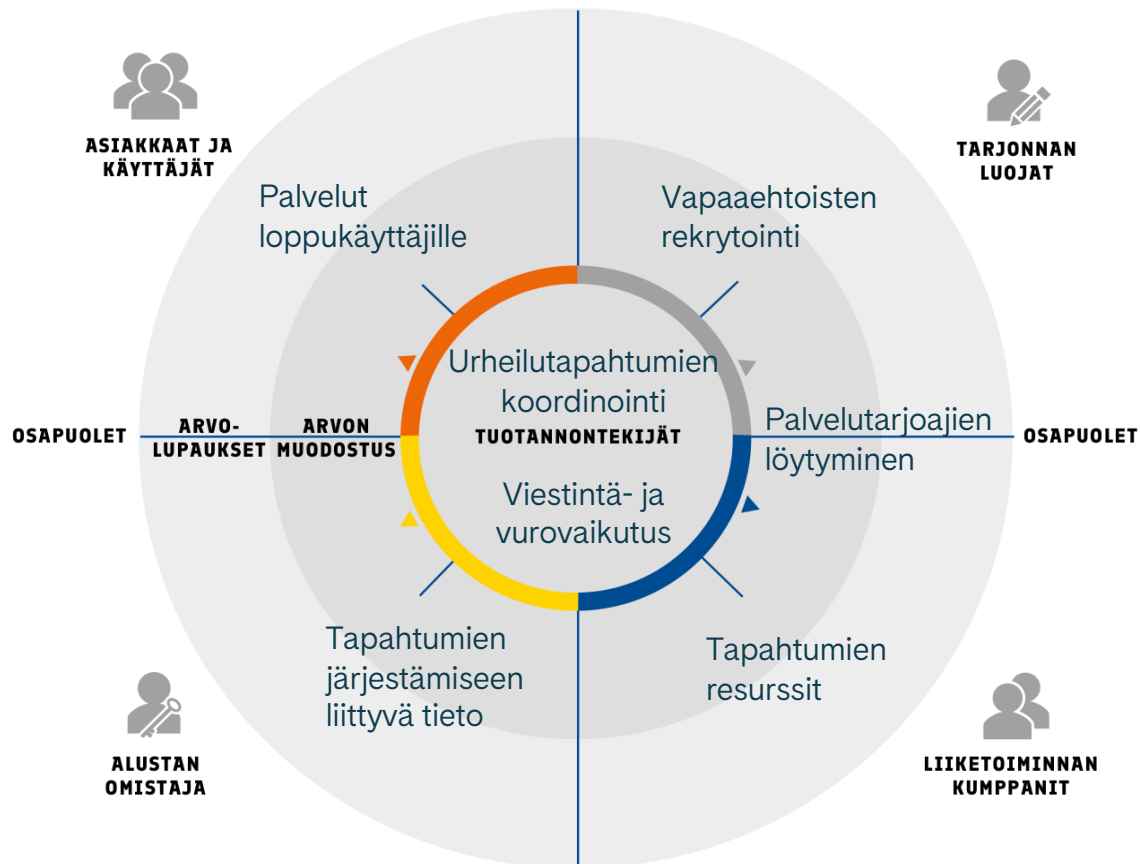 ASIAKKAAT JA
KÄYTTÄJÄT
TARJONNAN
LUOJAT
Palvelut
loppukäyttäjille
Vapaaehtoisten
rekrytointi
Urheilutapahtumien
koordinointi
TUOTANNONTEKIJÄT
Viestintä- ja
vurovaikutus
OSAPUOLET
ARVO-
LUPAUKSET
ARVON
MUODOSTUS
Palvelutarjoajien
löytyminen
OSAPUOLET
Tapahtumien
järjestämiseen
liittyvä tieto
Tapahtumien
resurssit
ALUSTAN
OMISTAJA
LIIKETOIMINNAN
KUMPPANIT